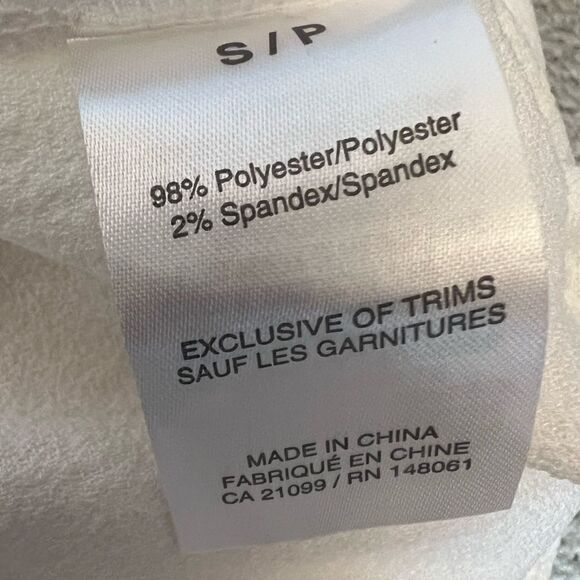 S / P
98% Polyester/Polyester
2% Spandex/Spandex
EXCLUSIVE OF TRIMS
SAUF LES GARNITURES
MADE IN CHINA
FABRIQUÉ EN CHINE
CA 21099 / RN 148061